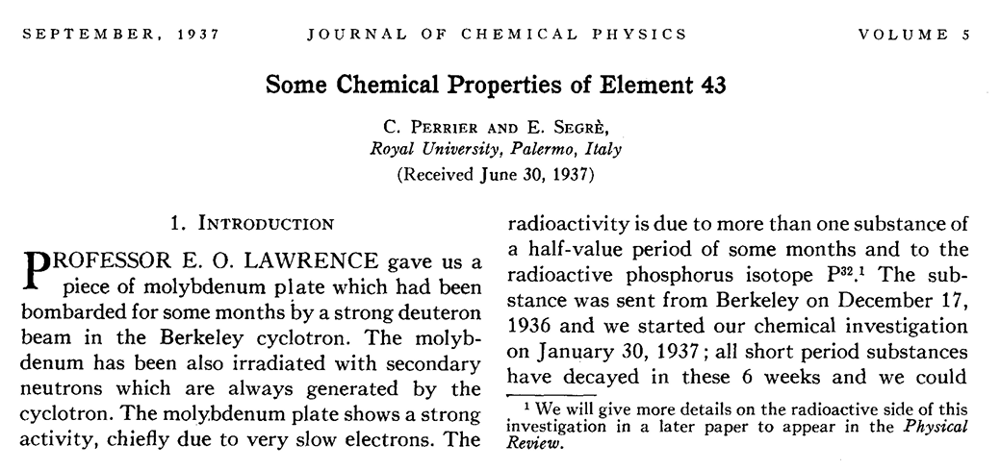 SEPTEMBER, 1937 JOURNAL OF CHEMICAL PHYSICS VOLUME 5
Some Chemical Properties of Element 43
C. PERRIER AND E. SEGRÈ,
Royal University, Palermo, Italy
(Received June 30, 1937)
1. INTRODUCTION
PROFESSOR E. O. LAWRENCE gave us a
piece of molybdenum plate which had been
bombarded for some months by a strong deuteron
beam in the Berkeley cyclotron. The molyb-
denum has been also irradiated with secondary
neutrons which are always generated by the
cyclotron. The molybdenum plate shows a strong
activity, chiefly due to very slow electrons. The
radioactivity is due to more than one substance of
a half-value period of some months and to the
radioactive phosphorus isotope P³².¹ The sub-
stance was sent from Berkeley on December 17,
1936 and we started our chemical investigation
on January 30, 1937; all short period substances
have decayed in these 6 weeks and we could
¹ We will give more details on the radioactive side of this
investigation in a later paper to appear in the Physical
Review.